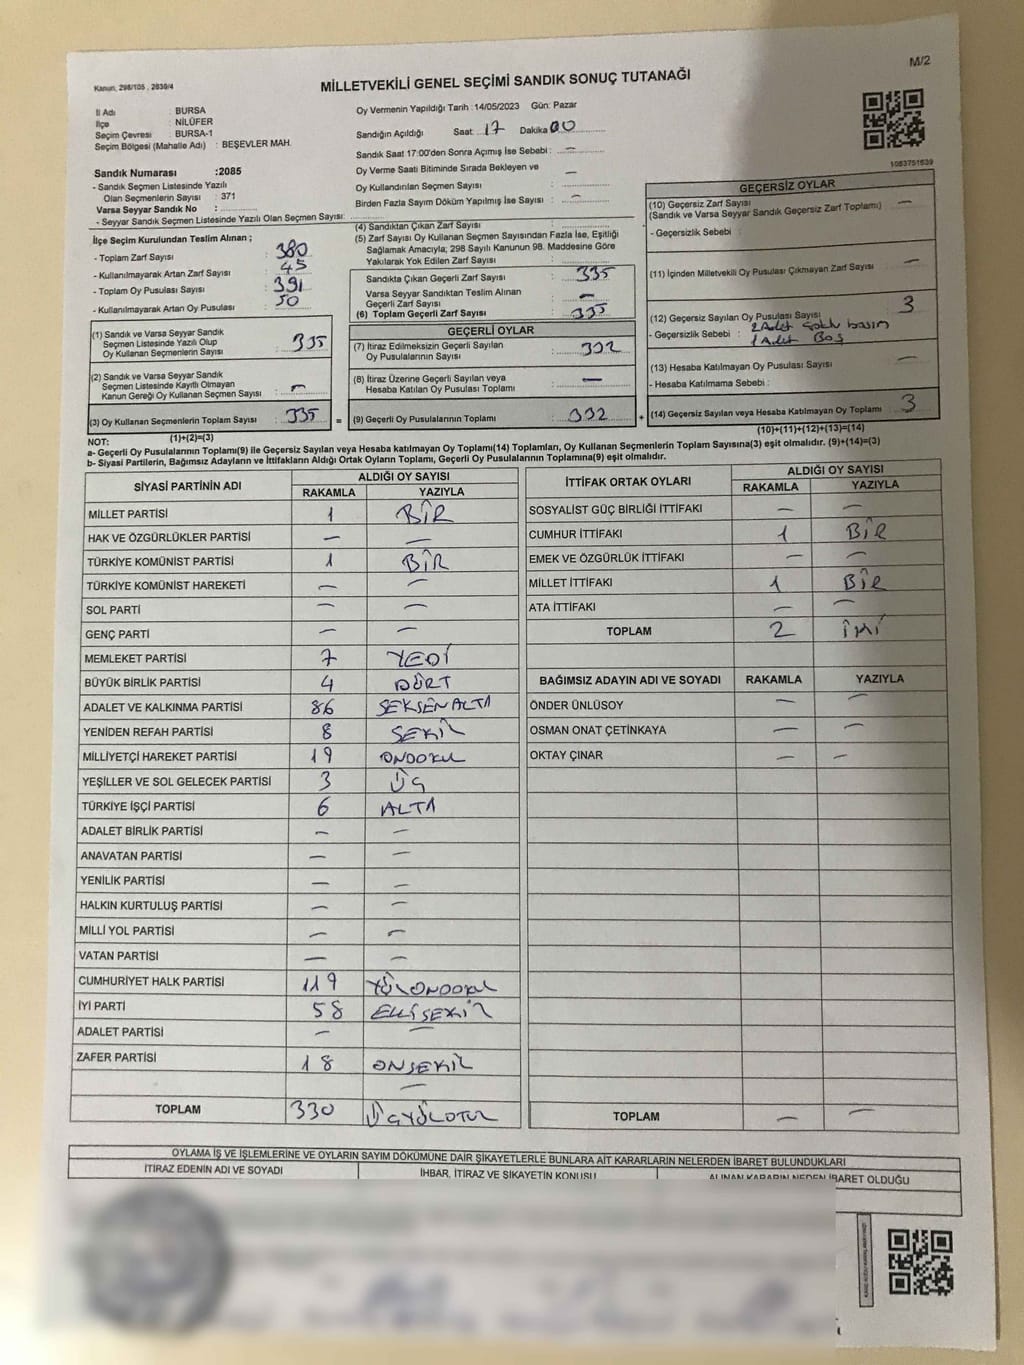 M/2
Kanun, 298/105 , 2839/4
MİLLETVEKİLİ GENEL SEÇİMİ SANDIK SONUÇ TUTANAĞI
İl Adı : BURSA
İlçe : NİLÜFER
Seçim Çevresi : BURSA-1
Seçim Bölgesi (Mahalle Adı) : BEŞEVLER MAH.
Oy Vermenin Yapıldığı Tarih :14/05/2023 Gün: Pazar
Sandığın Açıldığı Saat: 17 Dakika 00
Sandık Saat 17:00'den Sonra Açımış İse Sebebi : —
Oy Verme Saati Bitiminde Sırada Bekleyen ve
Oy Kullandırılan Seçmen Sayısı : —
Birden Fazla Sayım Döküm Yapılmış İse Sayısı : —
1083751639
Sandık Numarası :2085
- Sandık Seçmen Listesinde Yazılı
Olan Seçmenlerin Sayısı : 371
Varsa Seyyar Sandık No :
- Seyyar Sandık Seçmen Listesinde Yazılı Olan Seçmen Sayısı:
İlçe Seçim Kurulundan Teslim Alınan ;
- Toplam Zarf Sayısı : 380
- Kullanılmayarak Artan Zarf Sayısı : 45
- Toplam Oy Pusulası Sayısı : 391
- Kullanılmayarak Artan Oy Pusulası : 50
(4) Sandıktan Çıkan Zarf Sayısı
(5) Zarf Sayısı Oy Kullanan Seçmen Sayısından Fazla İse, Eşitliği
Sağlamak Amacıyla; 298 Sayılı Kanunun 98. Maddesine Göre
Yakılarak Yok Edilen Zarf Sayısı :
Sandıkta Çıkan Geçerli Zarf Sayısı : 335
Varsa Seyyar Sandıktan Teslim Alınan
Geçerli Zarf Sayısı : —
(6) Toplam Geçerli Zarf Sayısı : 335
GEÇERSİZ OYLAR
(10) Geçersiz Zarf Sayısı —
(Sandık ve Varsa Seyyar Sandık Geçersiz Zarf Toplamı)
- Geçersizlik Sebebi :
(11) İçinden Milletvekili Oy Pusulası Çıkmayan Zarf Sayısı —
(12) Geçersiz Sayılan Oy Pusulası Sayısı 3
- Geçersizlik Sebebi : 2 Adet çoklu basım
1 Adet Boş
(13) Hesaba Katılmayan Oy Pusulası Sayısı —
- Hesaba Katılmama Sebebi :
(14) Geçersiz Sayılan veya Hesaba Katılmayan Oy Toplamı 3
(10)+(11)+(12)+(13)=(14)
(1) Sandık ve Varsa Seyyar Sandık
Seçmen Listesinde Yazılı Olup
Oy Kullanan Seçmenlerin Sayısı : 335
(2) Sandık ve Varsa Seyyar Sandık
Seçmen Listesinde Kayıtlı Olmayan
Kanun Gereği Oy Kullanan Seçmen Sayısı : —
(3) Oy Kullanan Seçmenlerin Toplam Sayısı : 335 =
(1)+(2)=(3)
GEÇERLİ OYLAR
(7) İtiraz Edilmeksizin Geçerli Sayılan
Oy Pusulalarının Sayısı : 332
(8) İtiraz Üzerine Geçerli Sayılan veya
Hesaba Katılan Oy Pusulası Toplamı : —
(9) Geçerli Oy Pusulalarının Toplamı : 332 +
NOT:
a- Geçerli Oy Pusulalarının Toplamı(9) ile Geçersiz Sayılan veya Hesaba katılmayan Oy Toplamı(14) Toplamları, Oy Kullanan Seçmenlerin Toplam Sayısına(3) eşit olmalıdır. (9)+(14)=(3)
b- Siyasi Partilerin, Bağımsız Adayların ve İttifakların Aldığı Ortak Oyların Toplamı, Geçerli Oy Pusulalarının Toplamına(9) eşit olmalıdır.
SİYASİ PARTİNİN ADI ALDIĞI OY SAYISI
RAKAMLA YAZIYLA
MİLLET PARTİSİ 1 BİR
HAK VE ÖZGÜRLÜKLER PARTİSİ — —
TÜRKİYE KOMÜNİST PARTİSİ 1 BİR
TÜRKİYE KOMÜNİST HAREKETİ — —
SOL PARTİ — —
GENÇ PARTİ — —
MEMLEKET PARTİSİ 7 YEDİ
BÜYÜK BİRLİK PARTİSİ 4 DÖRT
ADALET VE KALKINMA PARTİSİ 86 SEKSENALTI
YENİDEN REFAH PARTİSİ 8 SEKİZ
MİLLİYETÇİ HAREKET PARTİSİ 19 ONDOKUZ
YEŞİLLER VE SOL GELECEK PARTİSİ 3 ÜÇ
TÜRKİYE İŞÇİ PARTİSİ 6 ALTI
ADALET BİRLİK PARTİSİ — —
ANAVATAN PARTİSİ — —
YENİLİK PARTİSİ — —
HALKIN KURTULUŞ PARTİSİ — —
MİLLİ YOL PARTİSİ — —
VATAN PARTİSİ — —
CUMHURİYET HALK PARTİSİ 119 YÜZONDOKUZ
İYİ PARTİ 58 ELLİSEKİZ
ADALET PARTİSİ — —
ZAFER PARTİSİ 18 ONSEKİZ
—
TOPLAM 330 ÜÇYÜZOTUZ
İTTİFAK ORTAK OYLARI ALDIĞI OY SAYISI
RAKAMLA YAZIYLA
SOSYALİST GÜÇ BİRLİĞİ İTTİFAKI — —
CUMHUR İTTİFAKI 1 BİR
EMEK VE ÖZGÜRLÜK İTTİFAKI — —
MİLLET İTTİFAKI 1 BİR
ATA İTTİFAKI — —
TOPLAM 2 İKİ
BAĞIMSIZ ADAYIN ADI VE SOYADI RAKAMLA YAZIYLA
ÖNDER ÜNLÜSOY — —
OSMAN ONAT ÇETİNKAYA — —
OKTAY ÇINAR — —
TOPLAM — —
OYLAMA İŞ VE İŞLEMLERİNE VE OYLARIN SAYIM DÖKÜMÜNE DAİR ŞİKAYETLERLE BUNLARA AİT KARARLARIN NELERDEN İBARET BULUNDUKLARI
İTİRAZ EDENİN ADI VE SOYADI İHBAR, İTİRAZ VE ŞİKAYETİN KONUSU ALINAN KARARIN NEDEN İBARET OLDUĞU